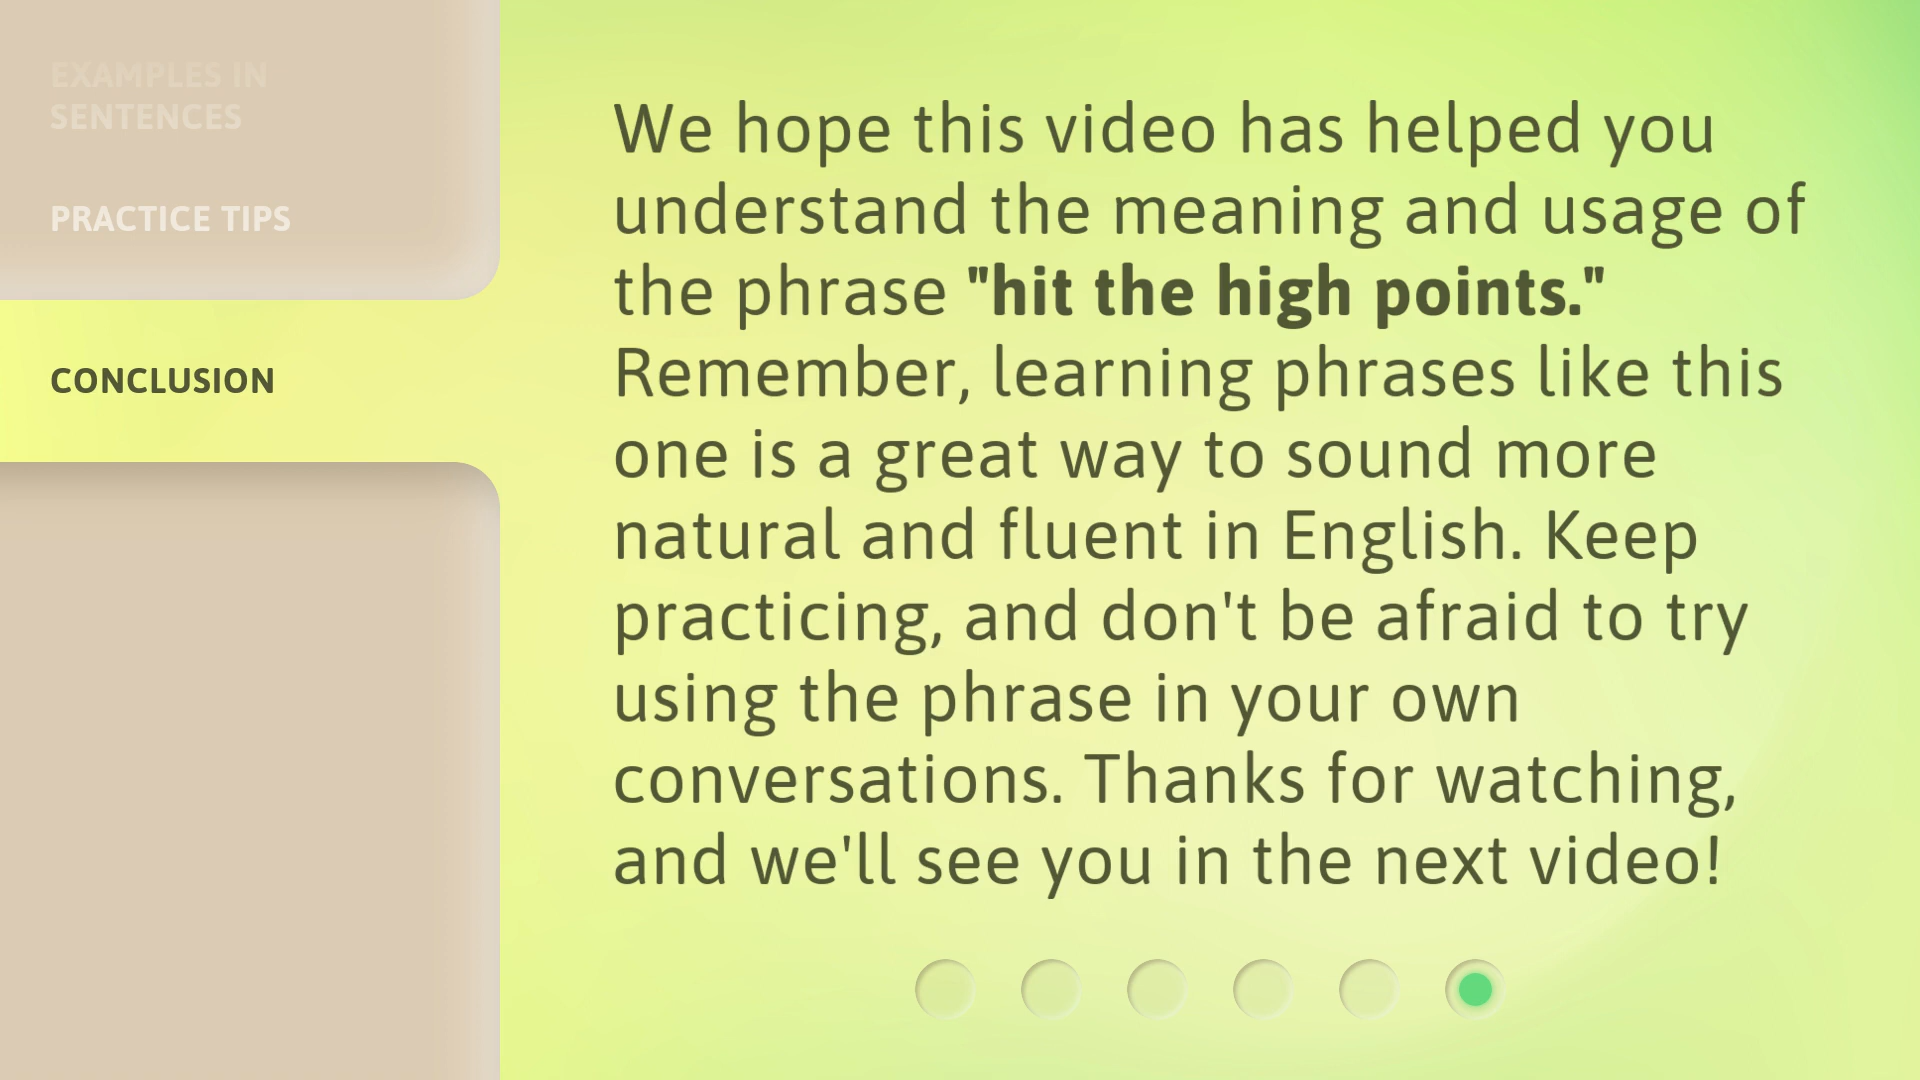 EXAMPLES IN
SENTENCES
PRACTICE TIPS
CONCLUSION
We hope this video has helped you
understand the meaning and usage of
the phrase "hit the high points."
Remember, learning phrases like this
one is a great way to sound more
natural and fluent in English. Keep
practicing, and don't be afraid to try
using the phrase in your own
conversations. Thanks for watching,
and we'll see you in the next video!